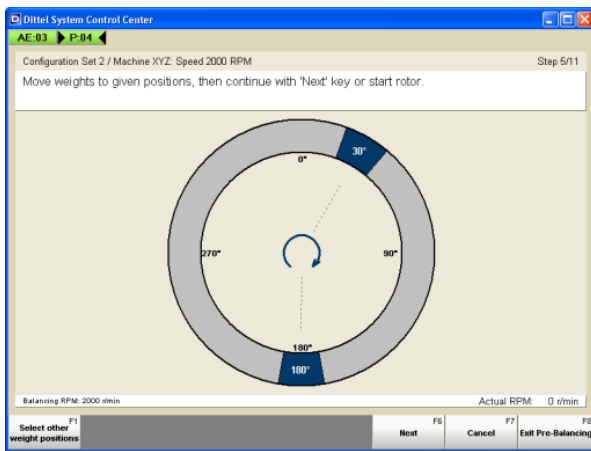 Dittel System Control Center
AE:03 P:04
Configuration Set 2 / Machine XYZ: Speed 2000 RPM Step 5/11
Move weights to given positions, then continue with 'Next' key or start rotor.
30°
0°
270° 90°
180°
180°
Balancing RPM: 2000 r/min Actual RPM: 0 r/min
F1 F6 F7 F8
Select other
weight positions Next Cancel Exit Pre-Balancing